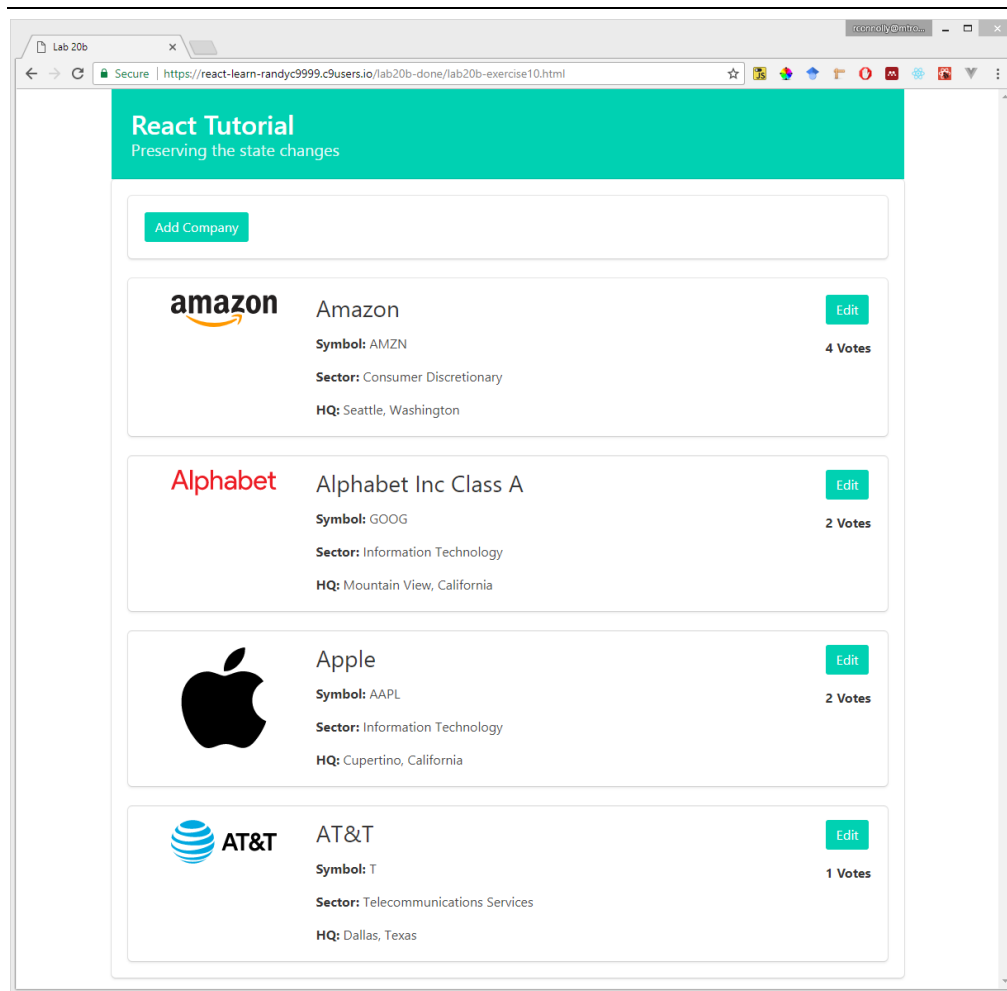 rconnolly@mtro...
Lab 20b
Secure https://react-learn-randyc9999.c9users.io/lab20b-done/lab20b-exercise10.html
React Tutorial
Preserving the state changes
Add Company
amazon
Amazon
Edit
Symbol: AMZN
4 Votes
Sector: Consumer Discretionary
HQ: Seattle, Washington
Alphabet
Alphabet Inc Class A
Edit
Symbol: GOOG
2 Votes
Sector: Information Technology
HQ: Mountain View, California
Apple
Edit
Symbol: AAPL
2 Votes
Sector: Information Technology
HQ: Cupertino, California
AT&T
AT&T
Edit
Symbol: T
1 Votes
Sector: Telecommunications Services
HQ: Dallas, Texas